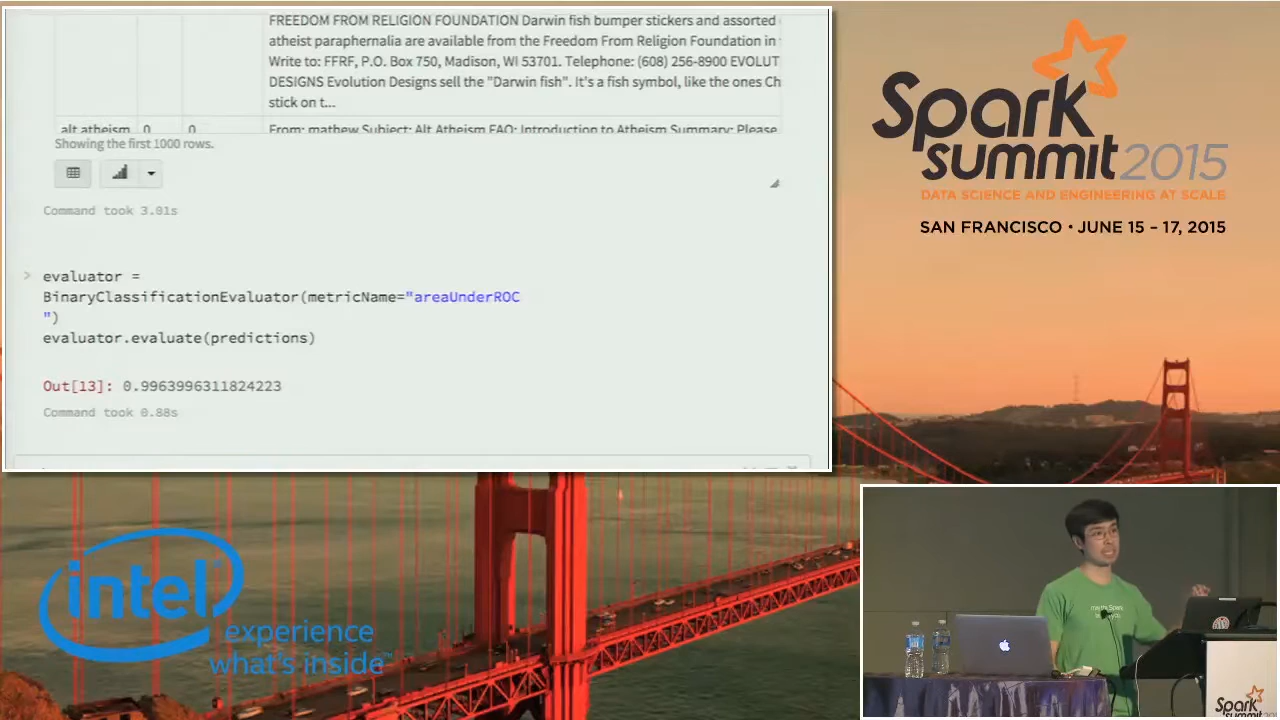 FREEDOM FROM RELIGION FOUNDATION Darwin fish bumper stickers and assorted
atheist paraphernalia are available from the Freedom From Religion Foundation in
Write to: FFRF, P.O. Box 750, Madison, WI 53701. Telephone: (608) 256-8900 EVOLUT
DESIGNS Evolution Designs sell the "Darwin fish". It's a fish symbol, like the ones Ch
stick on t...
alt.atheism 0 0 From: mathew Subject: Alt.Atheism FAQ: Introduction to Atheism Summary: Please
Showing the first 1000 rows.
Command took 3.01s
> evaluator =
BinaryClassificationEvaluator(metricName="areaUnderROC
")
evaluator.evaluate(predictions)
Out[13]: 0.9963996311824223
Command took 0.88s
Spark
summit 2015
DATA SCIENCE AND ENGINEERING AT SCALE
SAN FRANCISCO • JUNE 15 – 17, 2015
intel®
experience
what's inside™
Spark
summit